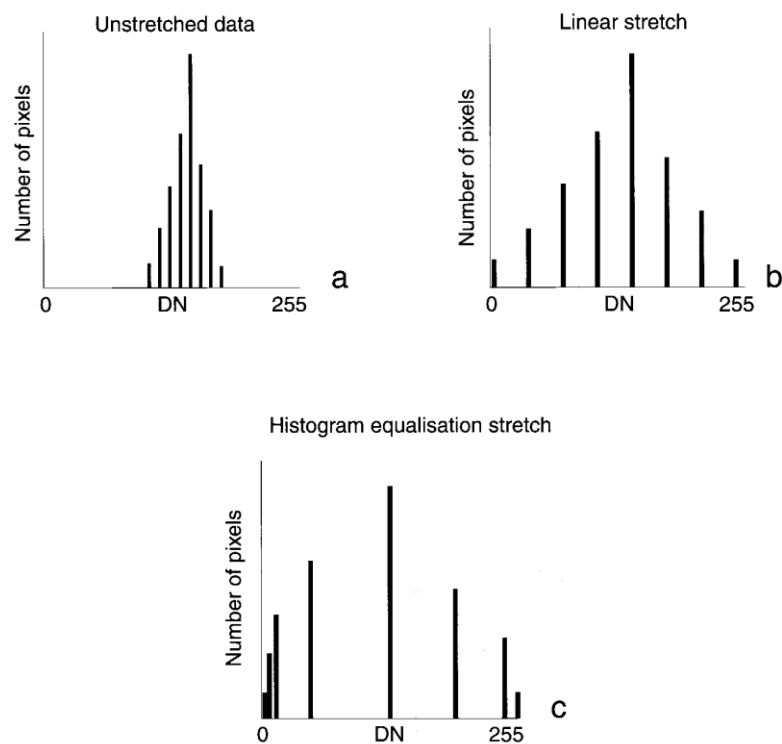 Unstretched data
Number of pixels
0 DN 255
a
Linear stretch
Number of pixels
0 DN 255
b
Histogram equalisation stretch
Number of pixels
0 DN 255
c